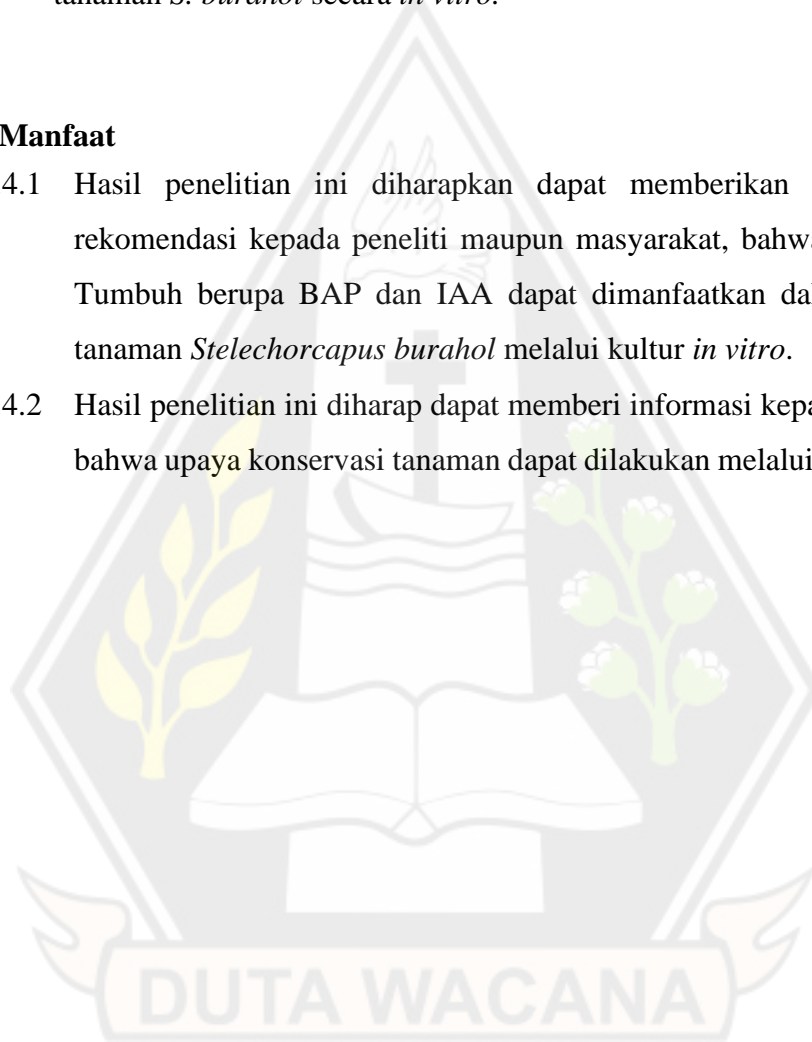 tanaman S. burahol secara in vitro.
Manfaat
4.1 Hasil penelitian ini diharapkan dapat memberikan
rekomendasi kepada peneliti maupun masyarakat, bahwa
Tumbuh berupa BAP dan IAA dapat dimanfaatkan
tanaman Stelechorcapus burahol melalui kultur in vitro.
4.2 Hasil penelitian ini diharap dapat memberi informasi
bahwa upaya konservasi tanaman dapat dilakukan melalui
DUTA WACANA